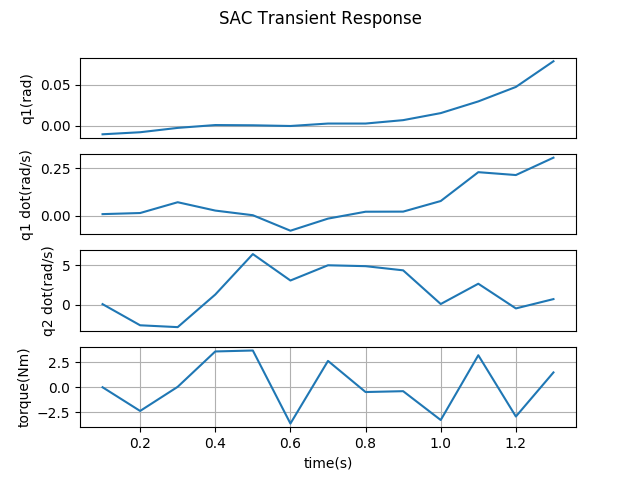 SAC Transient Response
q1(rad)
0.05
0.00
q1 dot(rad/s)
0.25
0.00
q2 dot(rad/s)
5
0
torque(Nm)
2.5
0.0
−2.5
0.2 0.4 0.6 0.8 1.0 1.2
time(s)